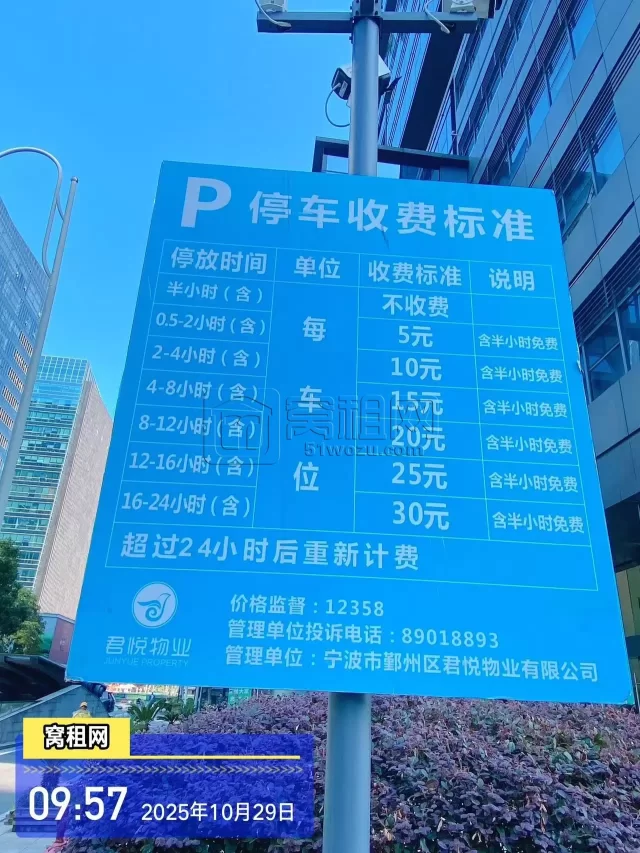 P 停车收费标准
停放时间 单位 收费标准 说明
半小时（含） 不收费
0.5-2小时（含） 每 5元 含半小时免费
2-4小时（含） 10元 含半小时免费
4-8小时（含） 车 15元 含半小时免费
8-12小时（含） 20元 含半小时免费
12-16小时（含） 位 25元 含半小时免费
16-24小时（含） 30元 含半小时免费
超过24小时后重新计费
窝租网
51wozu.com
君悦物业
JUNYUE PROPERTY
价格监督：12358
管理单位投诉电话：89018893
管理单位：宁波市鄞州区君悦物业有限公司
窝租网
09:57 2025年10月29日